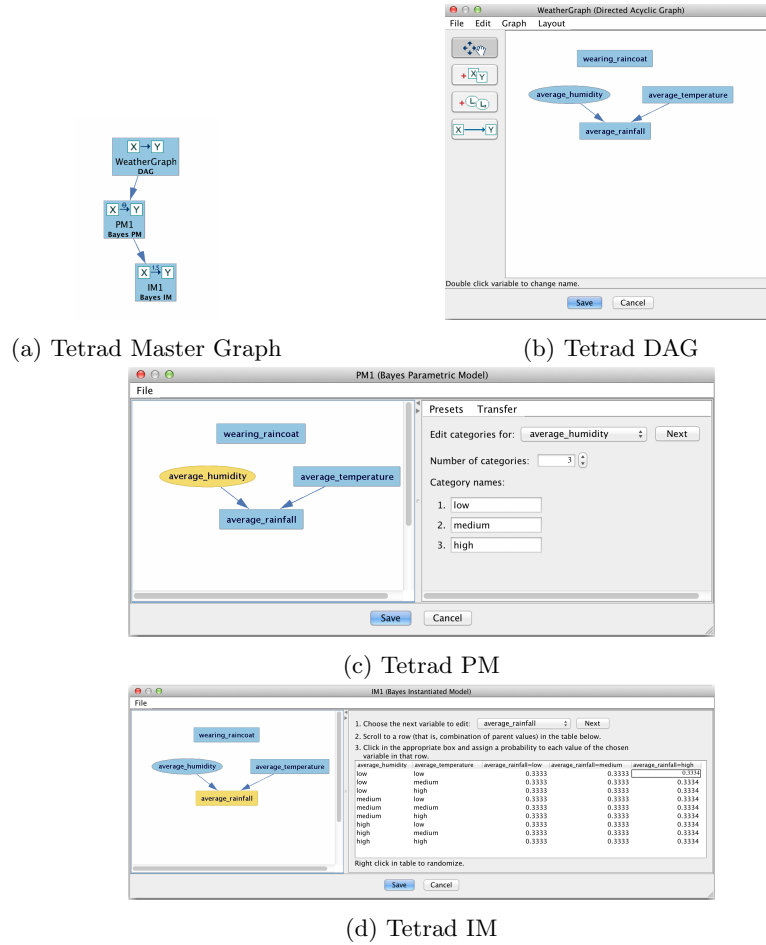 X → Y
WeatherGraph
DAG
X Θ→ Y
PM1
Bayes PM
X 1.5→ Y
IM1
Bayes IM
(a) Tetrad Master Graph
WeatherGraph (Directed Acyclic Graph)
File Edit Graph Layout
+ X Y
+ L L
X → Y
wearing_raincoat
average_humidity average_temperature
average_rainfall
Double click variable to change name.
Save Cancel
(b) Tetrad DAG
PM1 (Bayes Parametric Model)
File
wearing_raincoat
average_humidity average_temperature
average_rainfall
Presets Transfer
Edit categories for: average_humidity Next
Number of categories: 3
Category names:
1. low
2. medium
3. high
Save Cancel
(c) Tetrad PM
IM1 (Bayes Instantiated Model)
File
wearing_raincoat
average_humidity average_temperature
average_rainfall
1. Choose the next variable to edit: average_rainfall Next
2. Scroll to a row (that is, combination of parent values) in the table below.
3. Click in the appropriate box and assign a probability to each value of the chosen
variable in that row.
average_humidity average_temperature average_rainfall=low average_rainfall=medium average_rainfall=high
low low 0.3333 0.3333 0.3334
low medium 0.3333 0.3333 0.3334
low high 0.3333 0.3333 0.3334
medium low 0.3333 0.3333 0.3334
medium medium 0.3333 0.3333 0.3334
medium high 0.3333 0.3333 0.3334
high low 0.3333 0.3333 0.3334
high medium 0.3333 0.3333 0.3334
high high 0.3333 0.3333 0.3334
Right click in table to randomize.
Save Cancel
(d) Tetrad IM